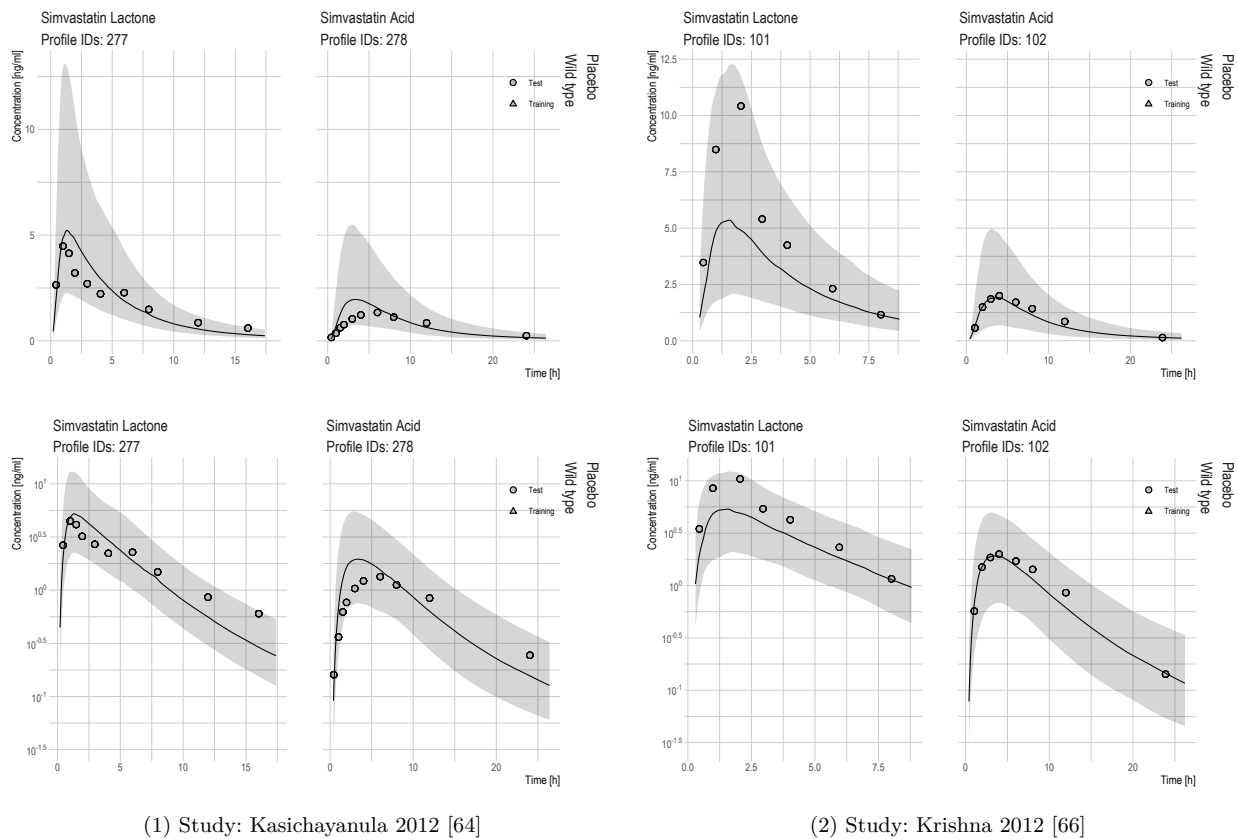 Simvastatin Lactone
Profile IDs: 277
Simvastatin Acid
Profile IDs: 278
Placebo
Wild type
Concentration [ng/ml]
Test
Training
10
5
0
0 5 10 15
0 10 20
Time [h]
Simvastatin Lactone
Profile IDs: 101
Simvastatin Acid
Profile IDs: 102
Placebo
Wild type
Concentration [ng/ml]
Test
Training
12.5
10.0
7.5
5.0
2.5
0.0
0.0 2.5 5.0 7.5
0 10 20
Time [h]
Simvastatin Lactone
Profile IDs: 277
Simvastatin Acid
Profile IDs: 278
Placebo
Wild type
Concentration [ng/ml]
Test
Training
10^1
10^0.5
10^0
10^-0.5
10^-1
10^-1.5
0 5 10 15
0 10 20
Time [h]
Simvastatin Lactone
Profile IDs: 101
Simvastatin Acid
Profile IDs: 102
Placebo
Wild type
Concentration [ng/ml]
Test
Training
10^1
10^0.5
10^0
10^-0.5
10^-1
10^-1.5
0.0 2.5 5.0 7.5
0 10 20
Time [h]
(1) Study: Kasichayanula 2012 [64]
(2) Study: Krishna 2012 [66]